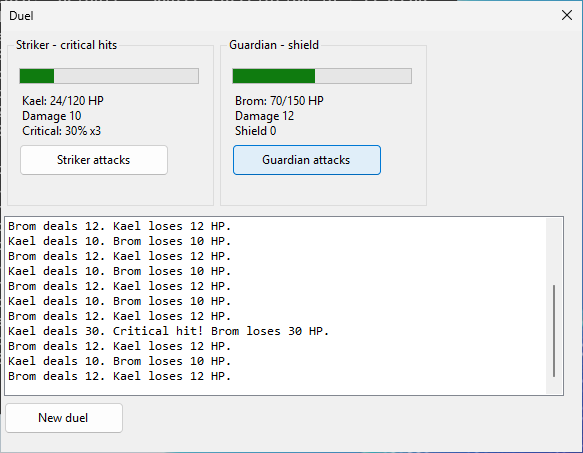 Duel
Striker - critical hits
Kael: 24/120 HP
Damage 10
Critical: 30% x3
Striker attacks
Guardian - shield
Brom: 70/150 HP
Damage 12
Shield 0
Guardian attacks
Brom deals 12. Kael loses 12 HP.
Kael deals 10. Brom loses 10 HP.
Brom deals 12. Kael loses 12 HP.
Kael deals 10. Brom loses 10 HP.
Brom deals 12. Kael loses 12 HP.
Kael deals 10. Brom loses 10 HP.
Brom deals 12. Kael loses 12 HP.
Kael deals 30. Critical hit! Brom loses 30 HP.
Brom deals 12. Kael loses 12 HP.
Kael deals 10. Brom loses 10 HP.
Brom deals 12. Kael loses 12 HP.
New duel